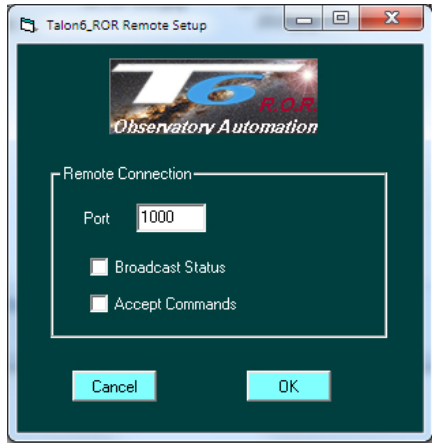 Talon6_ROR Remote Setup
T6
R.O.R.
Observatory Automation
Remote Connection
Port 1000
Broadcast Status
Accept Commands
Cancel OK